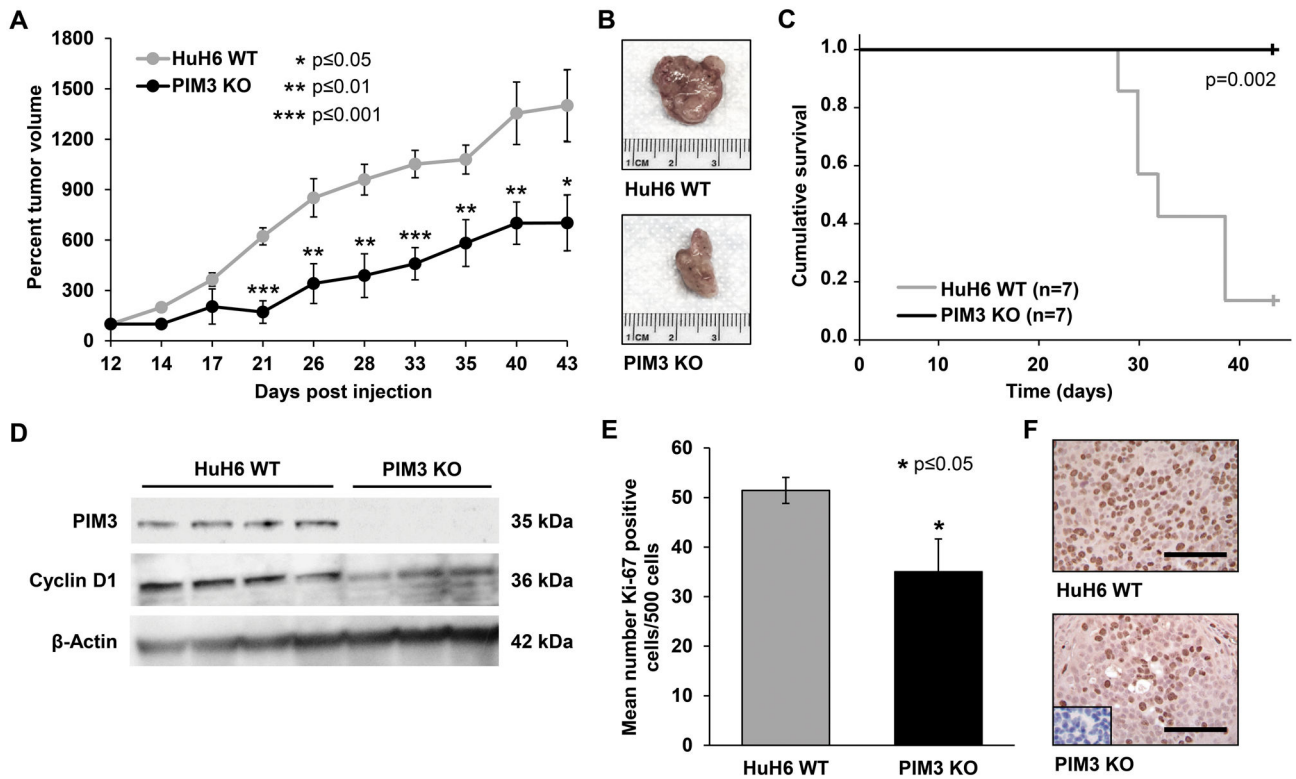 A
1800
1500
1200
900
600
300
0
Percent tumor volume
HuH6 WT
PIM3 KO
* p≤0.05
** p≤0.01
*** p≤0.001
***
**
**
***
**
**
*
12 14 17 21 26 28 33 35 40 43
Days post injection
B
1 CM 2 3
HuH6 WT
1 CM 2 3
PIM3 KO
C
1.0
0.8
0.6
0.4
0.2
0.0
Cumulative survival
p=0.002
HuH6 WT (n=7)
PIM3 KO (n=7)
0 10 20 30 40
Time (days)
D
HuH6 WT PIM3 KO
PIM3 35 kDa
Cyclin D1 36 kDa
β-Actin 42 kDa
E
60
50
40
30
20
10
0
Mean number Ki-67 positive
cells/500 cells
* p≤0.05
*
HuH6 WT PIM3 KO
F
HuH6 WT
PIM3 KO